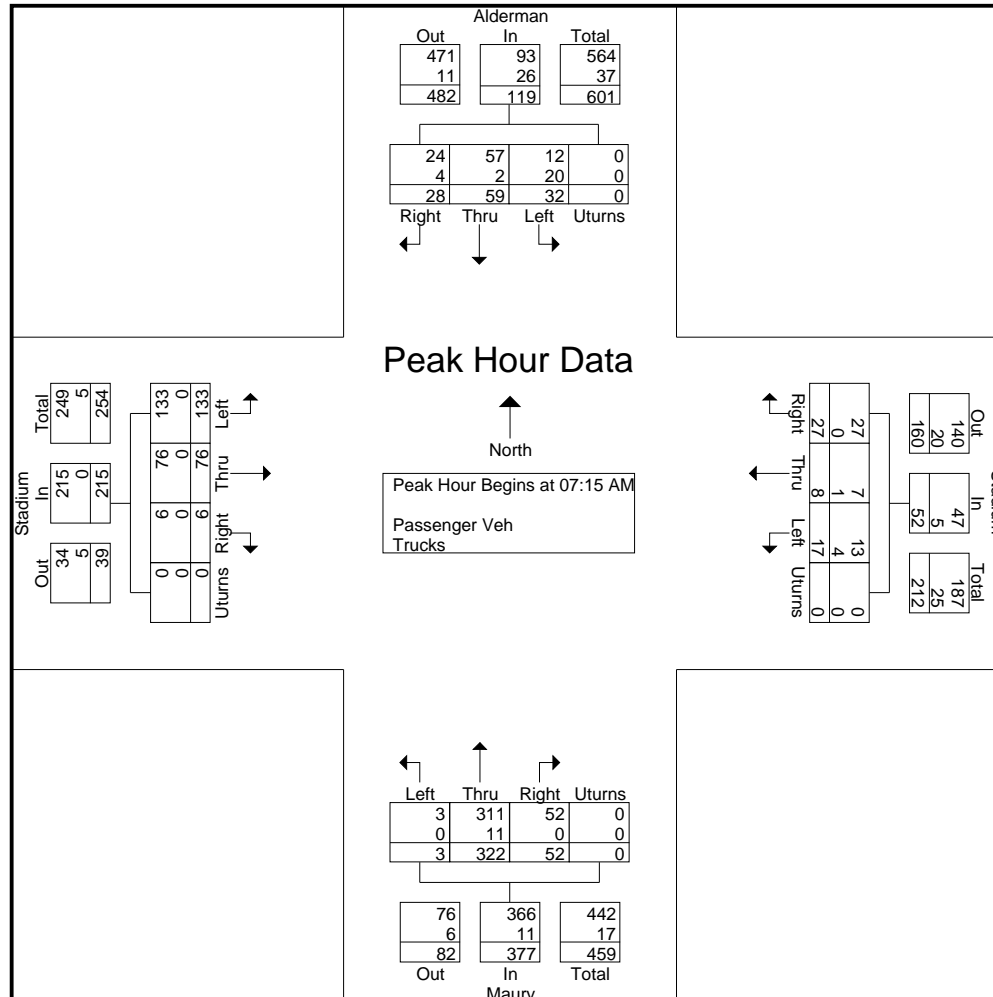 Alderman
Out In Total
471 93 564
11 26 37
482 119 601
24 57 12 0
4 2 20 0
28 59 32 0
Right Thru Left Uturns
Peak Hour Data
Stadium
Out In Total
34 215 249
5 0 5
39 215 254
0 6 76 133
0 0 0 0
0 6 76 133
Uturns Right Thru Left
North
Peak Hour Begins at 07:15 AM
Passenger Veh
Trucks
Out In Total
140 47 187
20 5 25
160 52 212
27 7 13 0
0 1 4 0
27 8 17 0
Right Thru Left Uturns
Left Thru Right Uturns
3 311 52 0
0 11 0 0
3 322 52 0
76 366 442
6 11 17
82 377 459
Out In Total
Maury